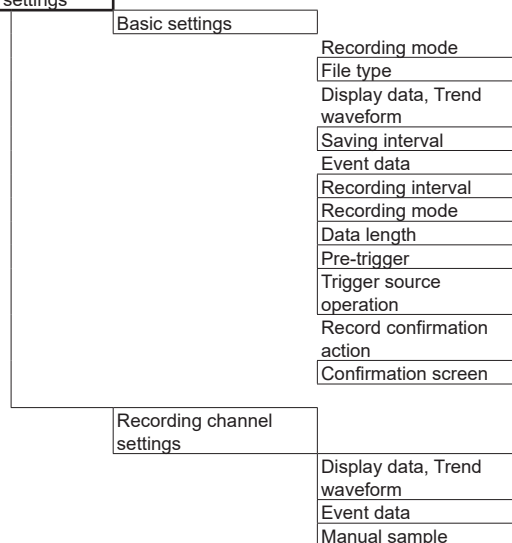 settings
Basic settings
Recording mode
File type
Display data, Trend
waveform
Saving interval
Event data
Recording interval
Recording mode
Data length
Pre-trigger
Trigger source
operation
Record confirmation
action
Confirmation screen
Recording channel
settings
Display data, Trend
waveform
Event data
Manual sample